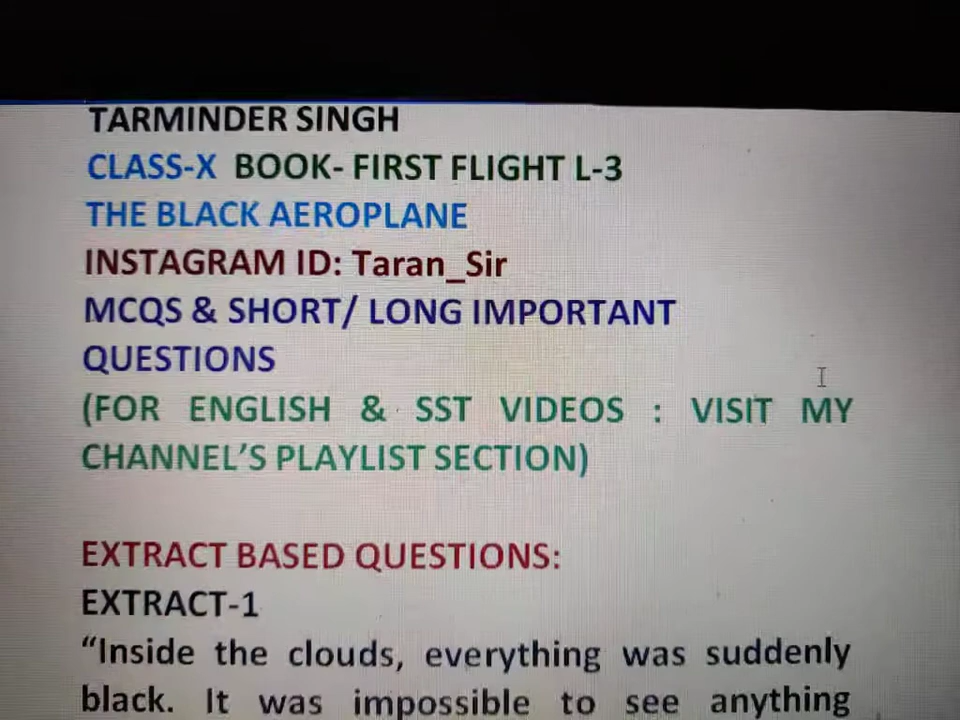 TARMINDER SINGH
CLASS-X BOOK- FIRST FLIGHT L-3
THE BLACK AEROPLANE
INSTAGRAM ID: Taran_Sir
MCQS & SHORT/ LONG IMPORTANT
QUESTIONS
(FOR ENGLISH & SST VIDEOS : VISIT MY
CHANNEL'S PLAYLIST SECTION)
EXTRACT BASED QUESTIONS:
EXTRACT-1
“Inside the clouds, everything was suddenly
black. It was impossible to see anything